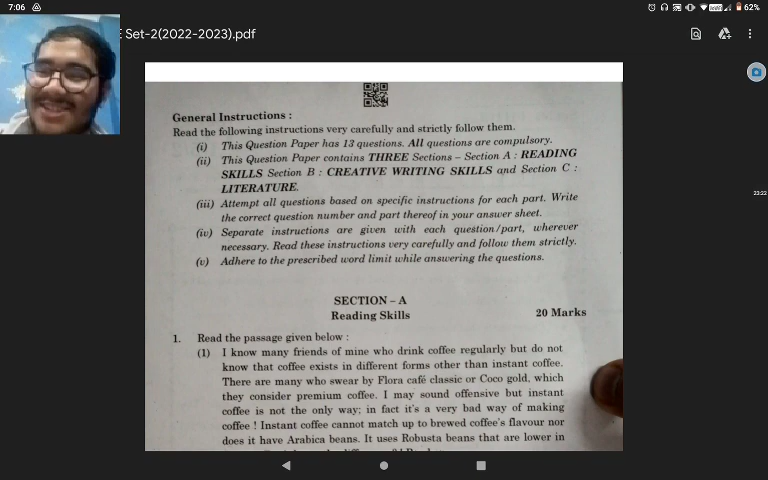 7:06
62%
Set-2(2022-2023).pdf
23:22
General Instructions :
Read the following instructions very carefully and strictly follow them.
(i) This Question Paper has 13 questions. All questions are compulsory.
(ii) This Question Paper contains THREE Sections – Section A : READING
SKILLS Section B : CREATIVE WRITING SKILLS and Section C :
LITERATURE.
(iii) Attempt all questions based on specific instructions for each part. Write
the correct question number and part thereof in your answer sheet.
(iv) Separate instructions are given with each question/part, wherever
necessary. Read these instructions very carefully and follow them strictly.
(v) Adhere to the prescribed word limit while answering the questions.
SECTION – A
Reading Skills 20 Marks
1. Read the passage given below :
(1) I know many friends of mine who drink coffee regularly but do not
know that coffee exists in different forms other than instant coffee.
There are many who swear by Flora café classic or Coco gold, which
they consider premium coffee. I may sound offensive but instant
coffee is not the only way; in fact it's a very bad way of making
coffee ! Instant coffee cannot match up to brewed coffee's flavour nor
does it have Arabica beans. It uses Robusta beans that are lower in